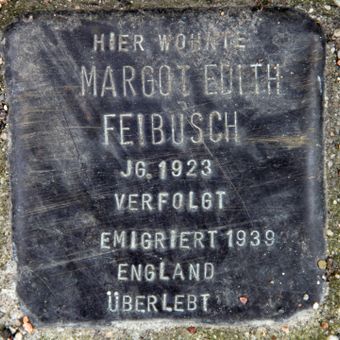 HIER WOHNTE
MARGOT EDITH
FEIBUSCH
JG. 1923
VERFOLGT
EMIGRIERT 1939
ENGLAND
ÜBERLEBT